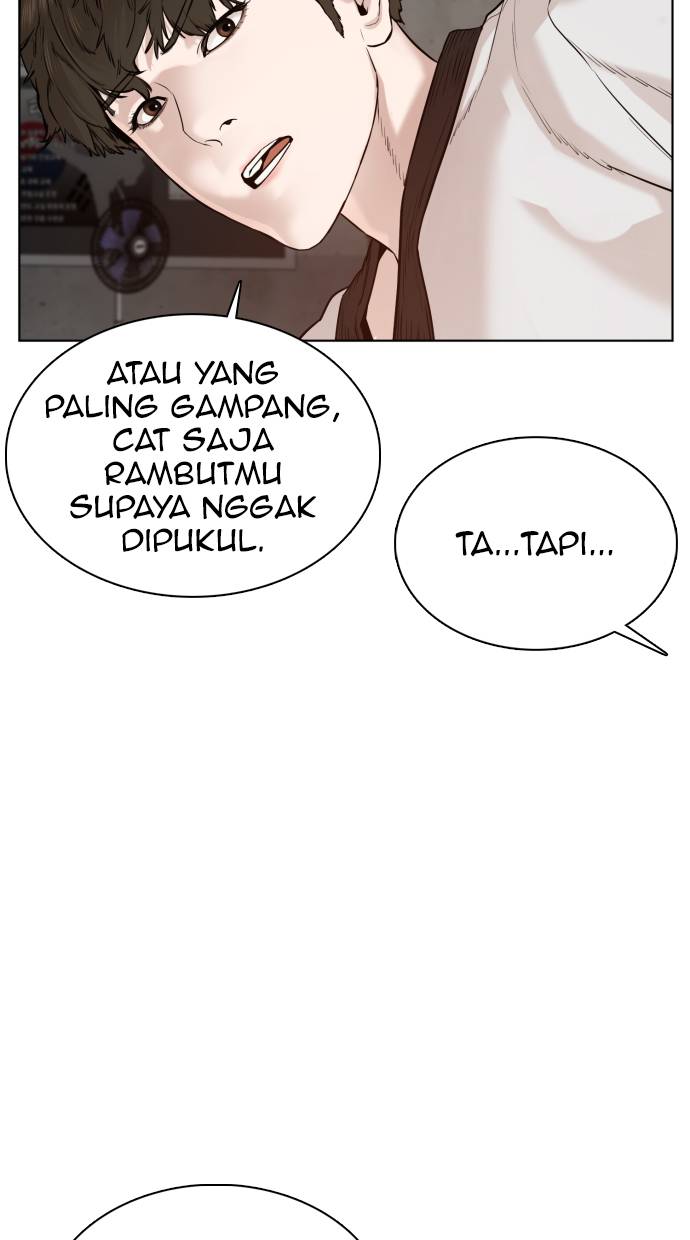 ATAU YANG
PALING GAMPANG,
CAT SAJA
RAMBUTMU
SUPAYA NGGAK
DIPUKUL.
TA...TAPI...